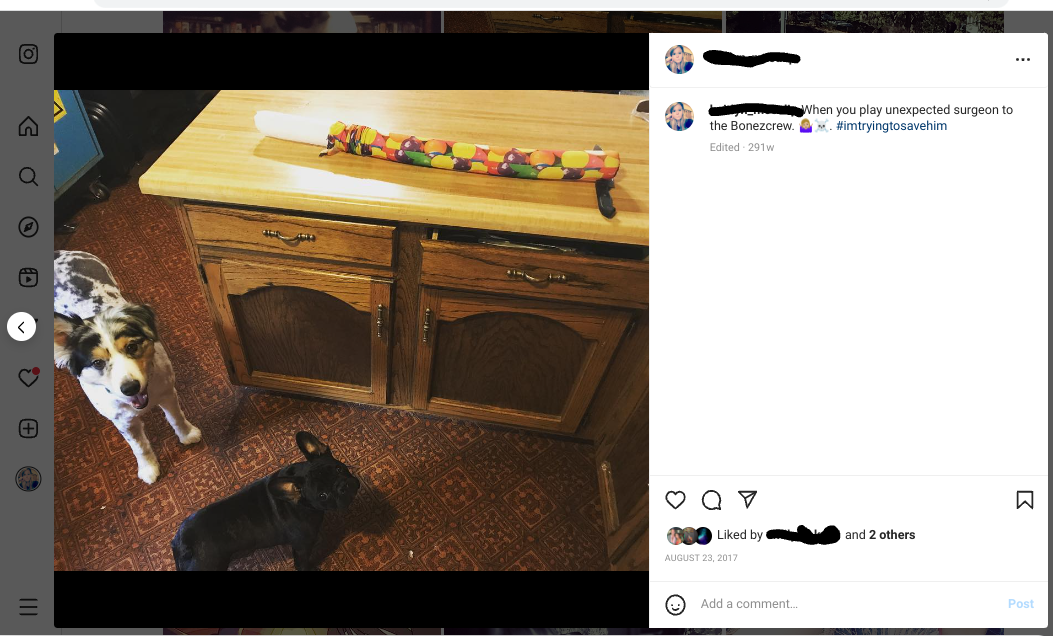 When you play unexpected surgeon to
the Bonezcrew. 🤷🏼‍♀️☠️. #imtryingtosavehim
Edited · 291w
Liked by and 2 others
AUGUST 23, 2017
Add a comment...
Post